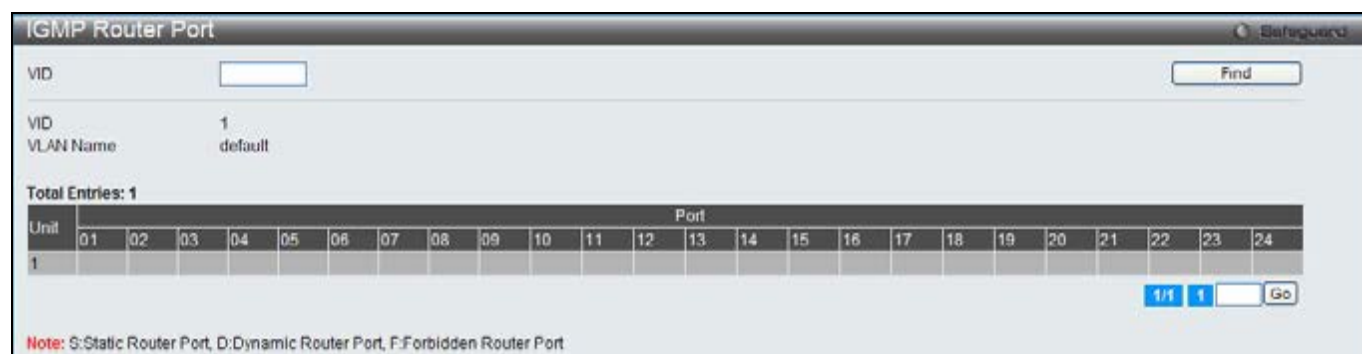 IGMP Router Port
Safeguard
VID
Find
VID 1
VLAN Name default
Total Entries: 1
Unit Port
01 02 03 04 05 06 07 08 09 10 11 12 13 14 15 16 17 18 19 20 21 22 23 24
1
1/1 1 Go
Note: S:Static Router Port, D:Dynamic Router Port, F:Forbidden Router Port